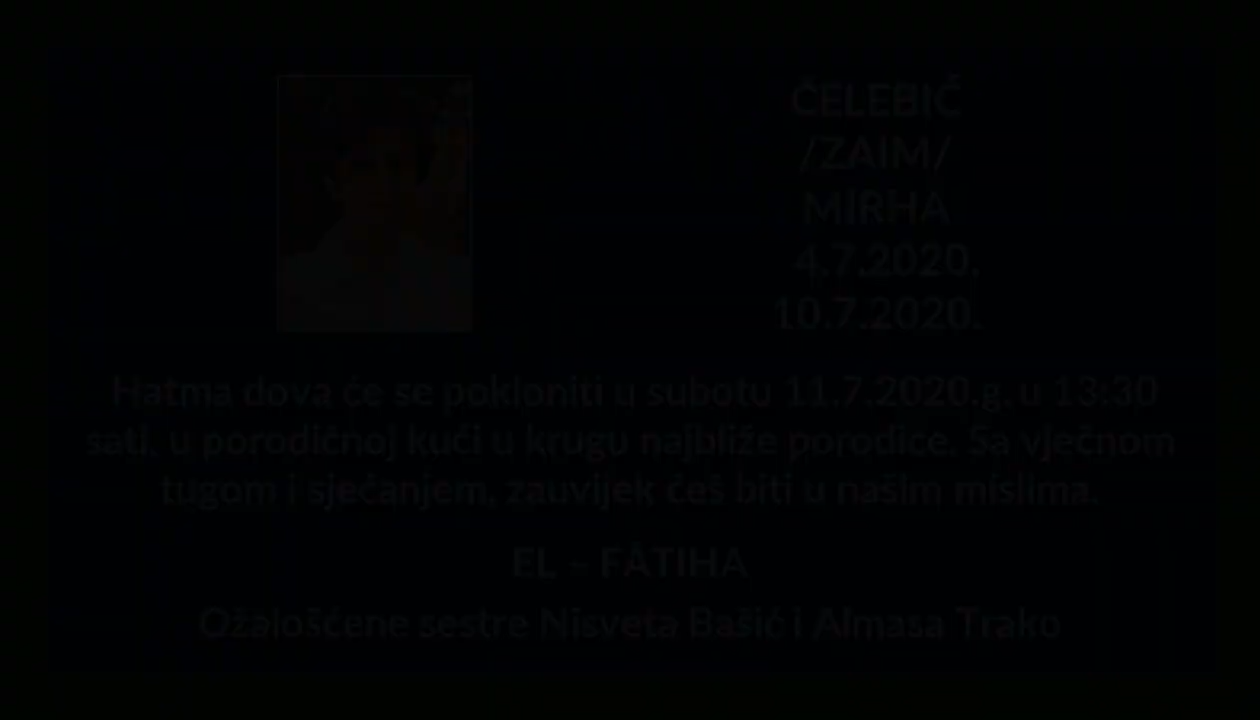 ČELEBIČ
/ZAIM/
MIRHA
4.7.2020.
10.7.2020.
Hatma dova će se pokloniti u subotu 11.7.2020.g. u 13:30
sati, u porodičnoj kući u krugu najbliže porodice. Sa vječnom
tugom i sjećanjem, zauvijek ćeš biti u našim mislima.
EL – FATIHA
Ožalošćene sestre Nisveta Bašić i Almasa Trako